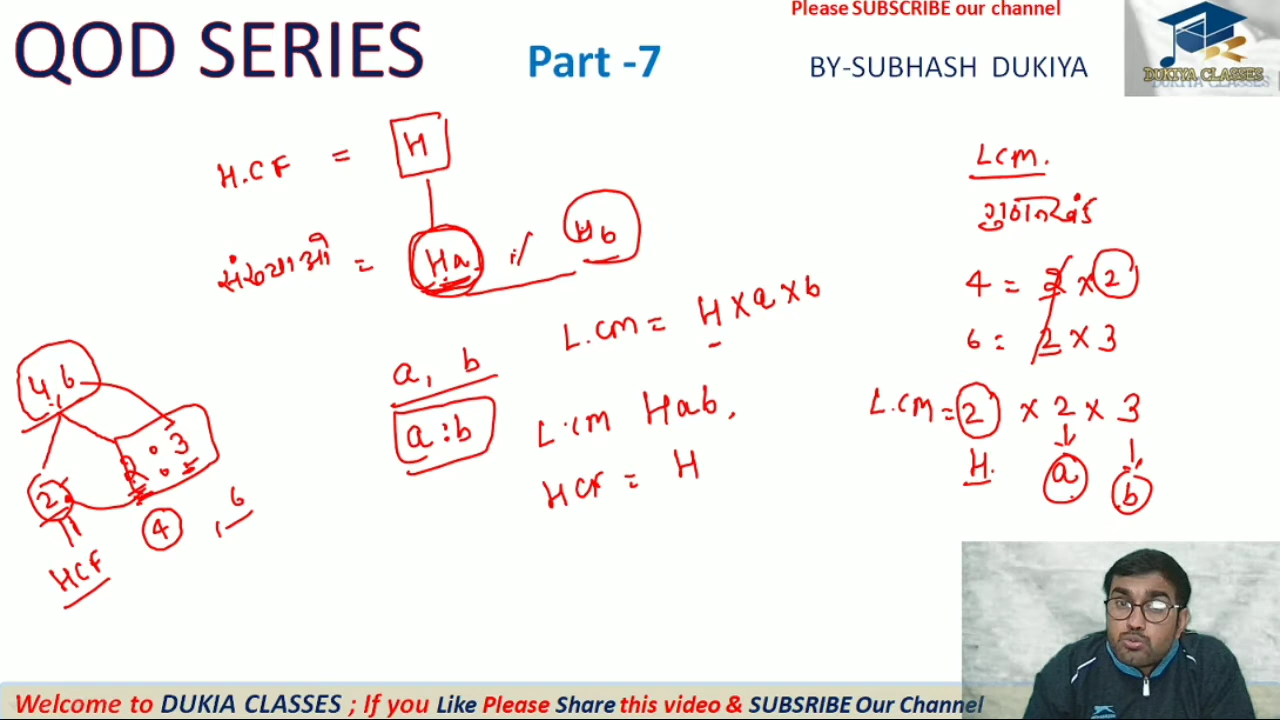 Please SUBSCRIBE our channel
QOD SERIES
Part -7
BY-SUBHASH DUKIYA
DUKIYA CLASSES
H.CF = H
સંખ્યાઓ = Ha, Hb
L.CM = H X a X b
a, b
a : b
L.CM Hab,
HCF = H
4, 6
2 : 3
2
4, 6
HCF
LCM.
ગુણનખંડ
4 = 2 x 2
6 = 2 x 3
L.CM = 2 x 2 x 3
H. a b
Welcome to DUKIA CLASSES ; If you Like Please Share this video & SUBSRIBE Our Channel